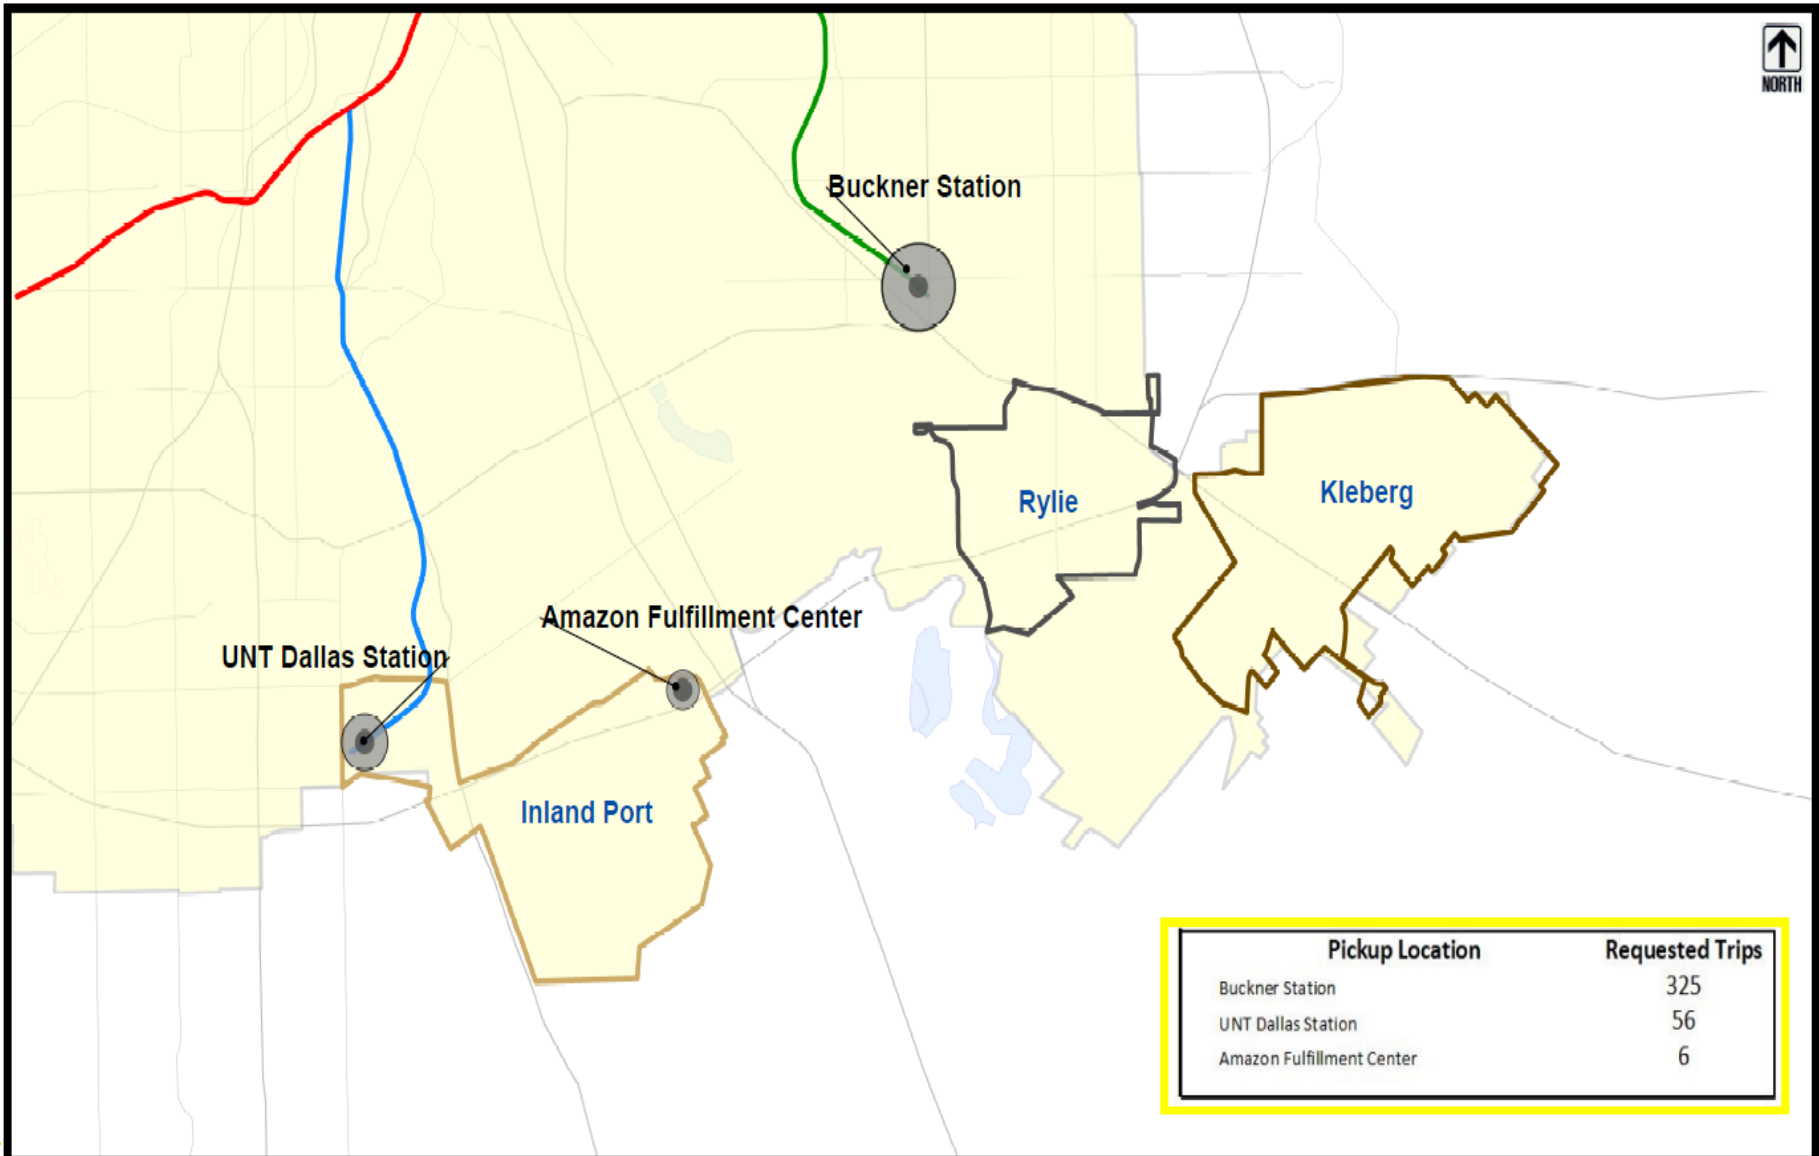 NORTH
Buckner Station
Rylie
Kleberg
Amazon Fulfillment Center
UNT Dallas Station
Inland Port
Pickup Location Requested Trips
Buckner Station 325
UNT Dallas Station 56
Amazon Fulfillment Center 6